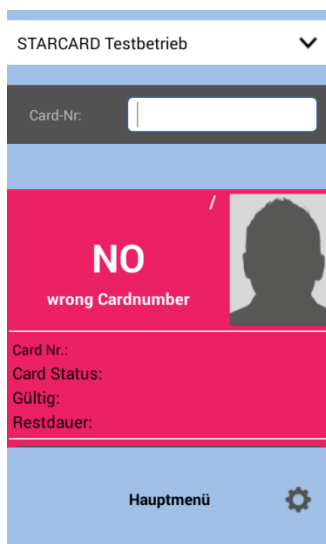 STARCARD Testbetrieb
Card-Nr:
/
NO
wrong Cardnumber
Card Nr.:
Card Status:
Gültig:
Restdauer:
Hauptmenü